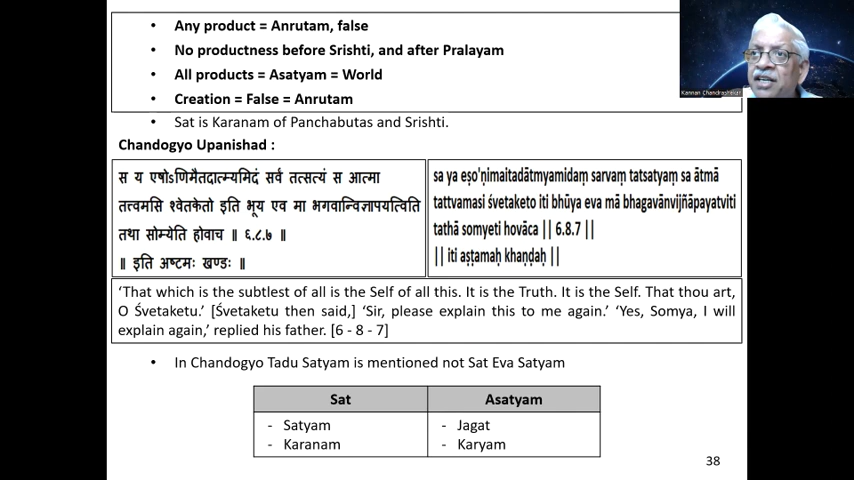 • Any product = Anrutam, false
• No productness before Srishti, and after Pralayam
• All products = Asatyam = World
• Creation = False = Anrutam
Kannan Chandrasekar
• Sat is Karanam of Panchabutas and Srishti.
Chandogyo Upanishad :
स य एषोऽणिमैतदात्म्यमिदं सर्वं तत्सत्यं स आत्मा
तत्त्वमसि श्वेतकेतो इति भूय एव मा भगवान्विज्ञापयत्विति
तथा सोम्येति होवाच ॥ ६.८.७ ॥
॥ इति अष्टमः खण्डः ॥
sa ya eṣo'ṇimaitadātmyamidaṃ sarvaṃ tatsatyaṃ sa ātmā
tattvamasi śvetaketo iti bhūya eva mā bhagavānvijñāpayatviti
tathā somyeti hovāca || 6.8.7 ||
|| iti aṣṭamaḥ khaṇḍaḥ ||
‘That which is the subtlest of all is the Self of all this. It is the Truth. It is the Self. That thou art,
O Śvetaketu.’ [Śvetaketu then said,] ‘Sir, please explain this to me again.’ ‘Yes, Somya, I will
explain again,’ replied his father. [6 - 8 - 7]
• In Chandogyo Tadu Satyam is mentioned not Sat Eva Satyam
Sat Asatyam
- Satyam - Jagat
- Karanam - Karyam
38